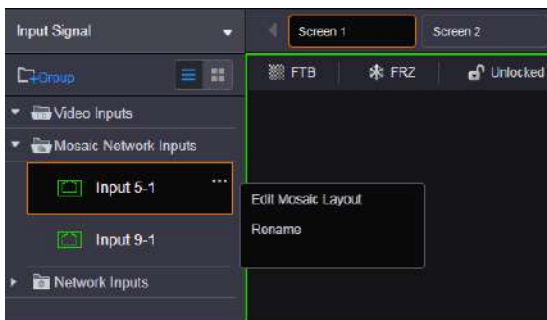 Input Signal
Screen 1
Screen 2
Group
FTB
FRZ
Unlocked
Video Inputs
Mosaic Network Inputs
Input 5-1
...
Edit Mosaic Layout
Rename
Input 9-1
Network Inputs